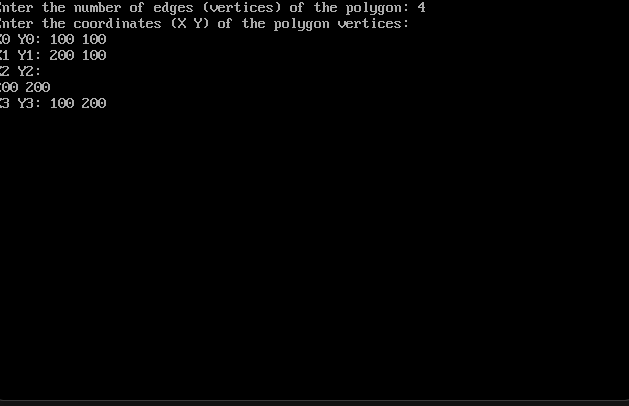 Enter the number of edges (vertices) of the polygon: 4
Enter the coordinates (X Y) of the polygon vertices:
X0 Y0: 100 100
X1 Y1: 200 100
X2 Y2:
200 200
X3 Y3: 100 200